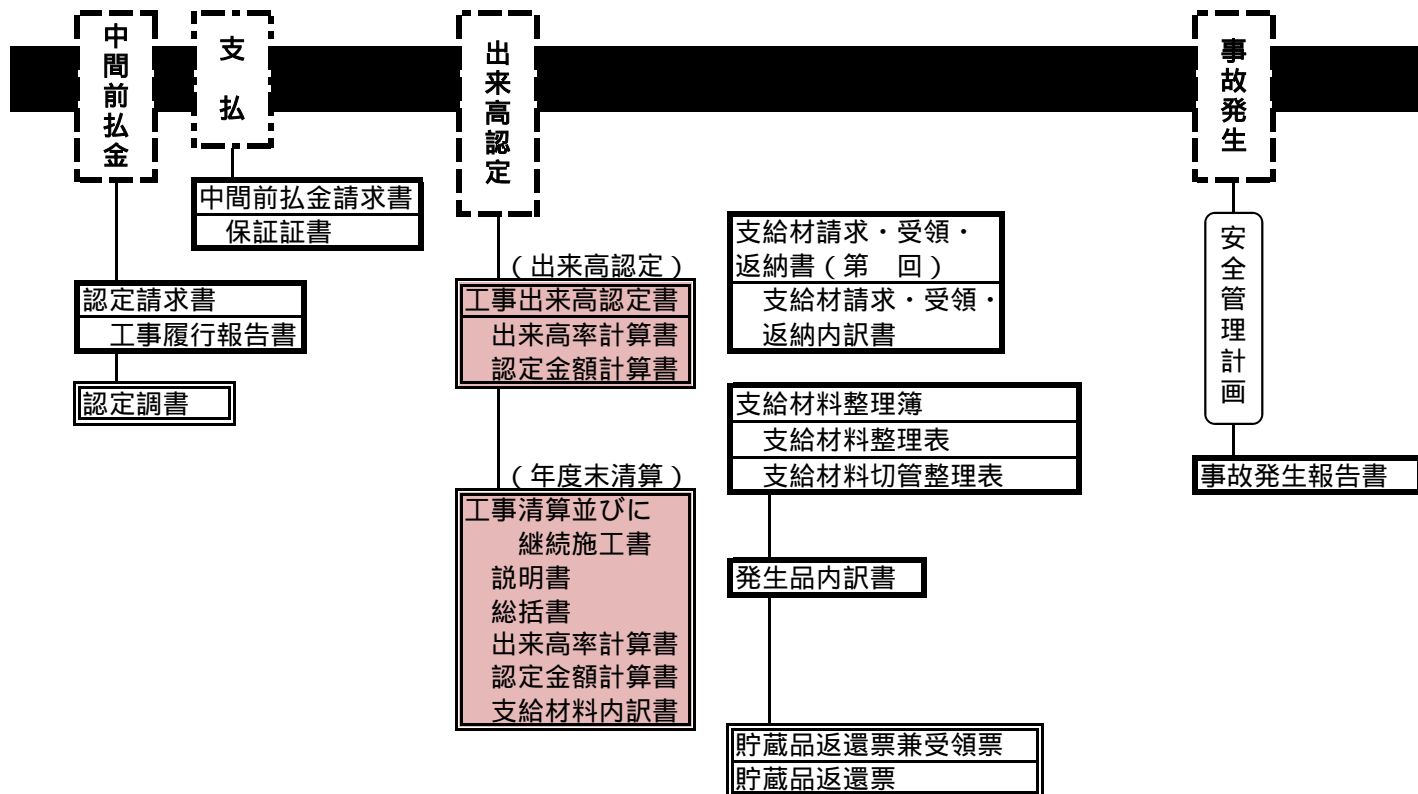 中間前払金
支払
出来高認定
事故発生
中間前払金請求書
保証証書
認定請求書
工事履行報告書
認定調書
(出来高認定)
工事出来高認定書
出来高率計算書
認定金額計算書
(年度末清算)
工事清算並びに
継続施工書
説明書
総括書
出来高率計算書
認定金額計算書
支給材料内訳書
支給材請求・受領・
返納書(第　回)
支給材請求・受領・
返納内訳書
支給材料整理簿
支給材料整理表
支給材料切管整理表
発生品内訳書
貯蔵品返還票兼受領票
貯蔵品返還票
安全管理計画
事故発生報告書